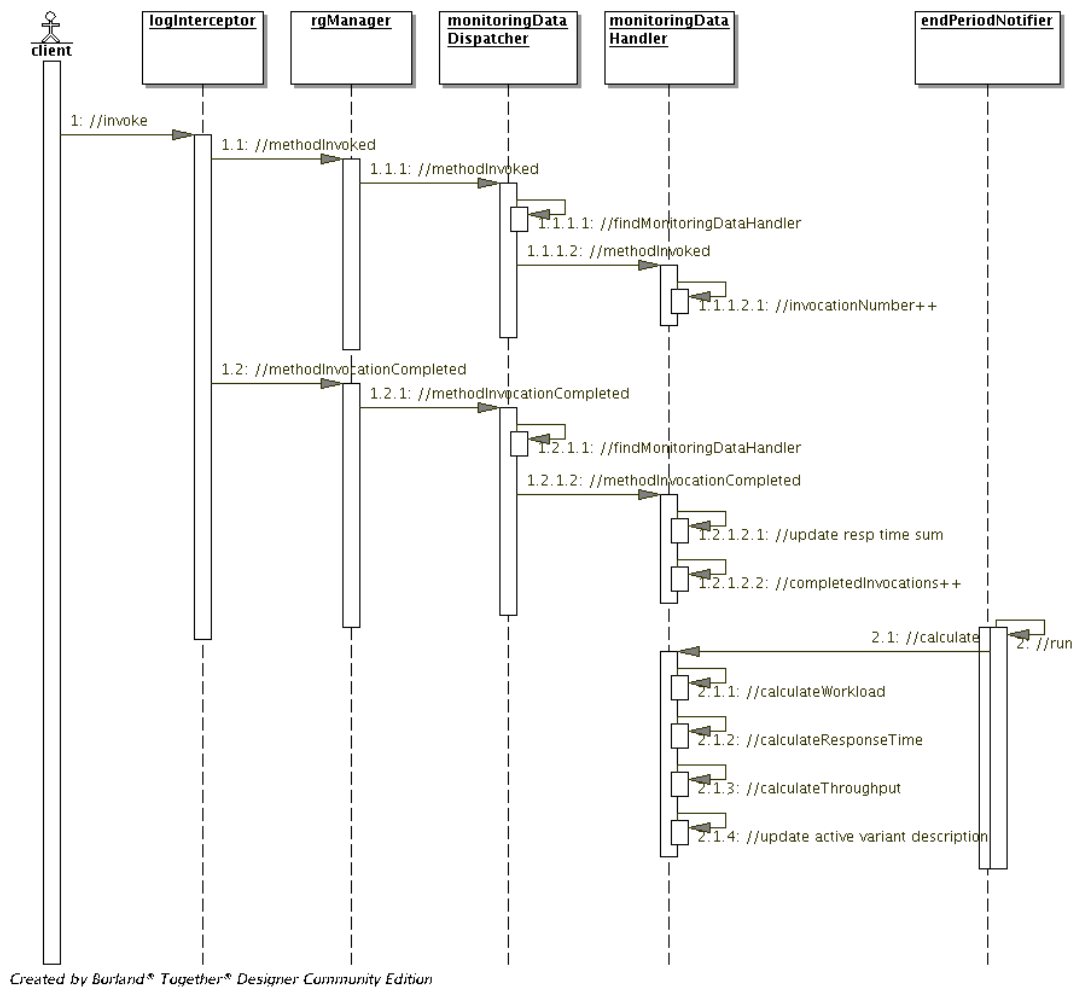 client
logInterceptor
rgManager
monitoringData
Dispatcher
monitoringData
Handler
endPeriodNotifier
1: //invoke
1.1: //methodInvoked
1.1.1: //methodInvoked
1.1.1.1: //findMonitoringDataHandler
1.1.1.2: //methodInvoked
1.1.1.2.1: //invocationNumber++
1.2: //methodInvocationCompleted
1.2.1: //methodInvocationCompleted
1.2.1.1: //findMonitoringDataHandler
1.2.1.2: //methodInvocationCompleted
1.2.1.2.1: //update resp time sum
1.2.1.2.2: //completedInvocations++
2.1: //calculate
2: //run
2.1.1: //calculateWorkload
2.1.2: //calculateResponseTime
2.1.3: //calculateThroughput
2.1.4: //update active variant description
Created by Borland® Together® Designer Community Edition